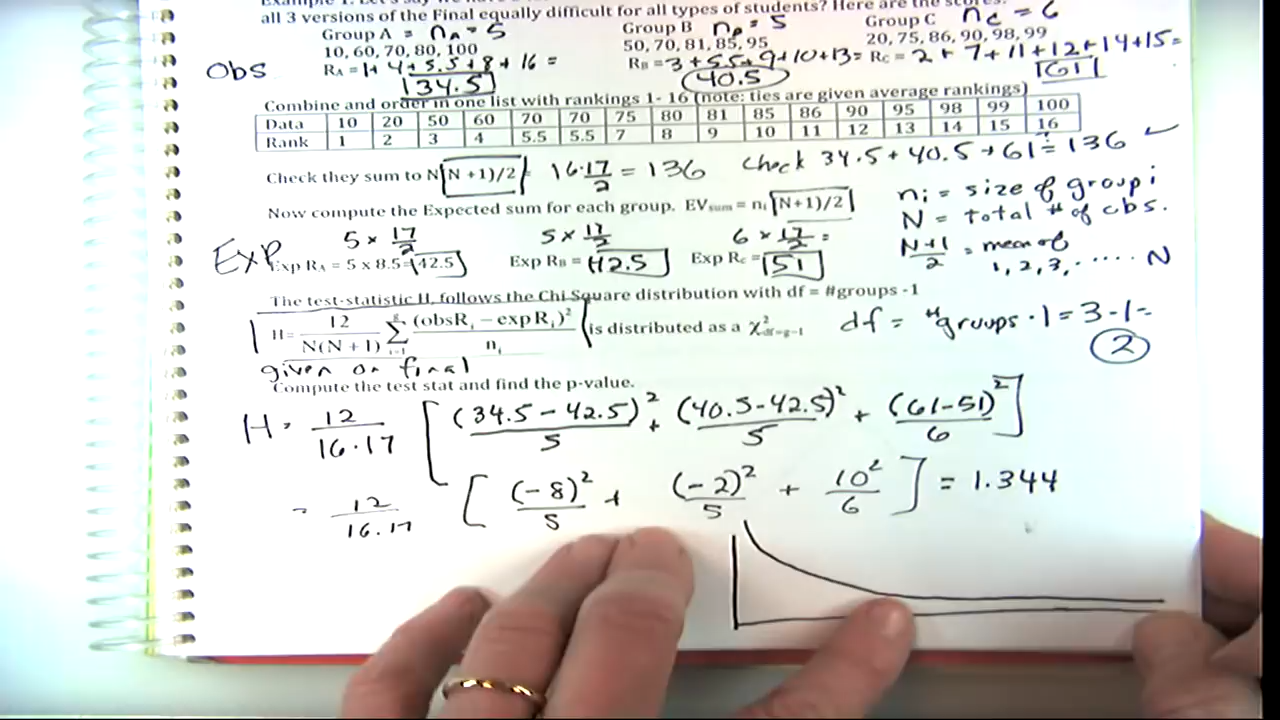 all 3 versions of the Final equally difficult for all types of students? Here are the scores:
Group A = nA = 5 Group B nB = 5 Group C nC = 6
10, 60, 70, 80, 100 50, 70, 81, 85, 95 20, 75, 86, 90, 98, 99
Obs RA = 1 + 4 + 5.5 + 8 + 16 = RB = 3 + 5.5 + 9 + 10 + 13 = RC = 2 + 7 + 11 + 12 + 14 + 15 =
34.5 40.5 61
Combine and order in one list with rankings 1- 16 (note: ties are given average rankings)
Data 10 20 50 60 70 70 75 80 81 85 86 90 95 98 99 100
Rank 1 2 3 4 5.5 5.5 7 8 9 10 11 12 13 14 15 16
Check they sum to N(N+1)/2 16·17/2 = 136 Check 34.5 + 40.5 + 61 = 136 ✓
Now compute the Expected sum for each group. EVsum = ni (N+1)/2
ni = size of group i
N = total # of obs.
N+1/2 = mean of
1, 2, 3, ..... N
5 × 17/2 5 × 17/2 6 × 17/2 =
Exp
Exp RA = 5 x 8.5= 42.5 Exp RB = 42.5 Exp RC = 51
The test-statistic H, follows the Chi-Square distribution with df = #groups -1
H = 12/N(N+1) Σ (obsRi – expRi)²/ni is distributed as a χ²df=g-1 df = #groups - 1 = 3 - 1 =
2
given on final
Compute the test stat and find the p-value.
H = 12/16·17 [ (34.5 - 42.5)²/5 + (40.5 - 42.5)²/5 + (61 - 51)²/6 ]
= 12/16·17 [ (-8)²/5 + (-2)²/5 + 10²/6 ] = 1.344